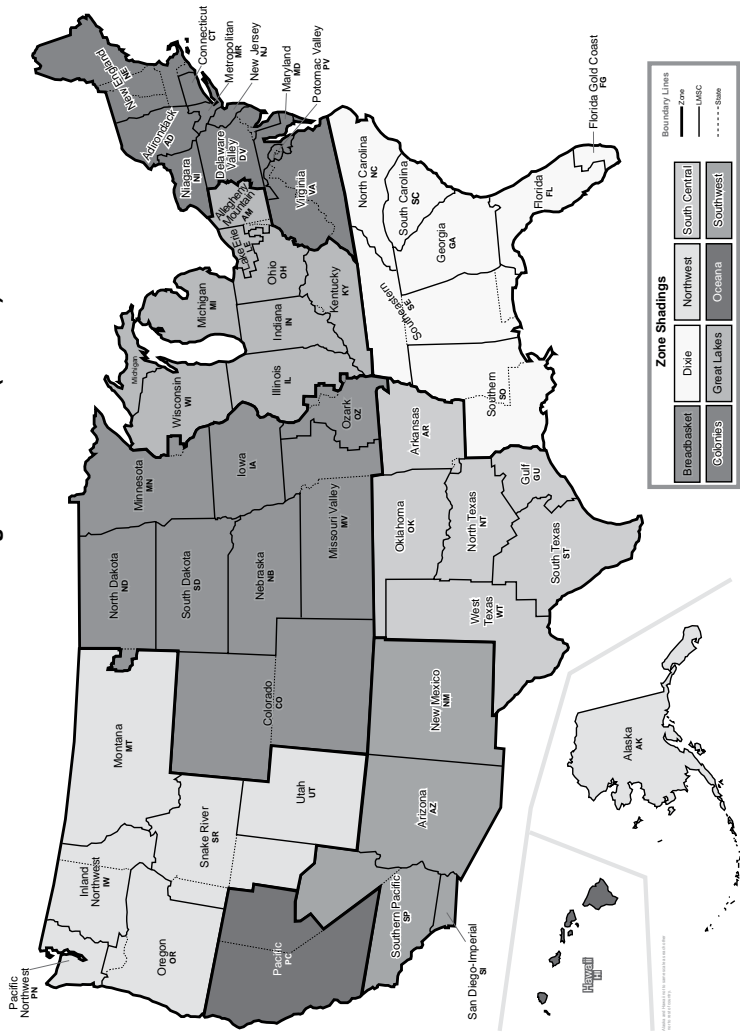 Pacific
Northwest
PN
Inland
Northwest
IW
Montana
MT
North Dakota
ND
Minnesota
MN
Oregon
OR
Snake River
SR
South Dakota
SD
Wisconsin
WI
Michigan
Michigan
MI
Pacific
PC
Utah
UT
Colorado
CO
Nebraska
NB
Iowa
IA
Illinois
IL
Indiana
IN
Ohio
OH
Lake Erie
LE
Allegheny
Mountain
AM
Niagara
NI
Adirondack
AD
New England
NE
Connecticut
CT
Metropolitan
MR
New Jersey
NJ
Delaware
Valley
DV
Maryland
MD
Potomac Valley
PV
Virginia
VA
Kentucky
KY
Missouri Valley
MV
Ozark
OZ
Southern Pacific
SP
San Diego-Imperial
SI
Arizona
AZ
New Mexico
NM
West
Texas
WT
Oklahoma
OK
Arkansas
AR
North Texas
NT
South Texas
ST
Gulf
GU
Southern
SO
Southeastern
SE
North Carolina
NC
South Carolina
SC
Georgia
GA
Florida
FL
Florida Gold Coast
FG
Hawaii
HI
Alaska
AK
Zone Shadings
Breadbasket
Dixie
Northwest
South Central
Colonies
Great Lakes
Oceana
Southwest
Boundary Lines
Zone
LMSC
State